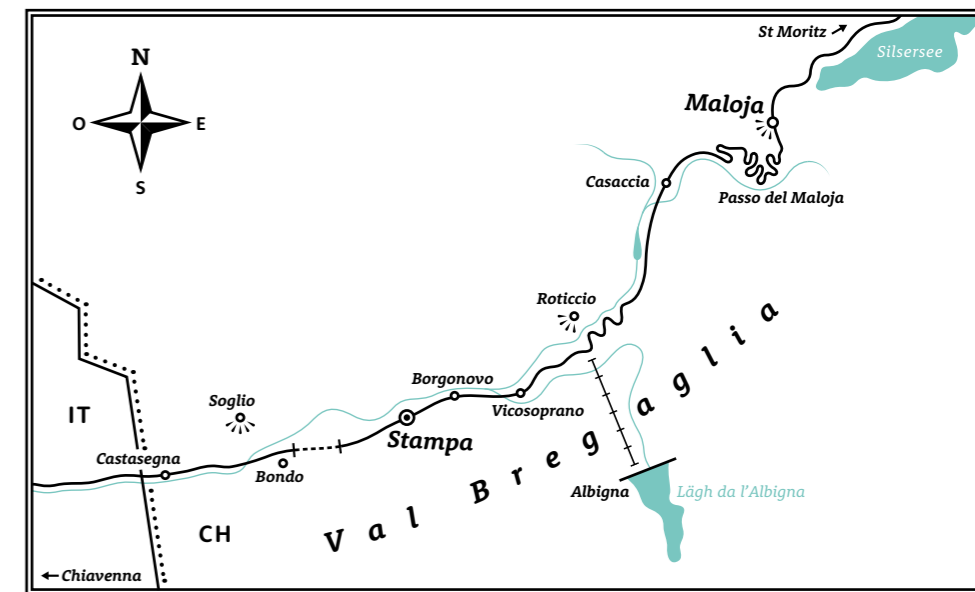 St Moritz
Silsersee
N
O
E
S
Maloja
Casaccia
Passo del Maloja
Roticcio
Val Bregaglia
Borgonovo
Soglio
IT
Vicosoprano
Stampa
Castasegna
Bondo
Albigna
Lägh da l'Albigna
CH
Chiavenna